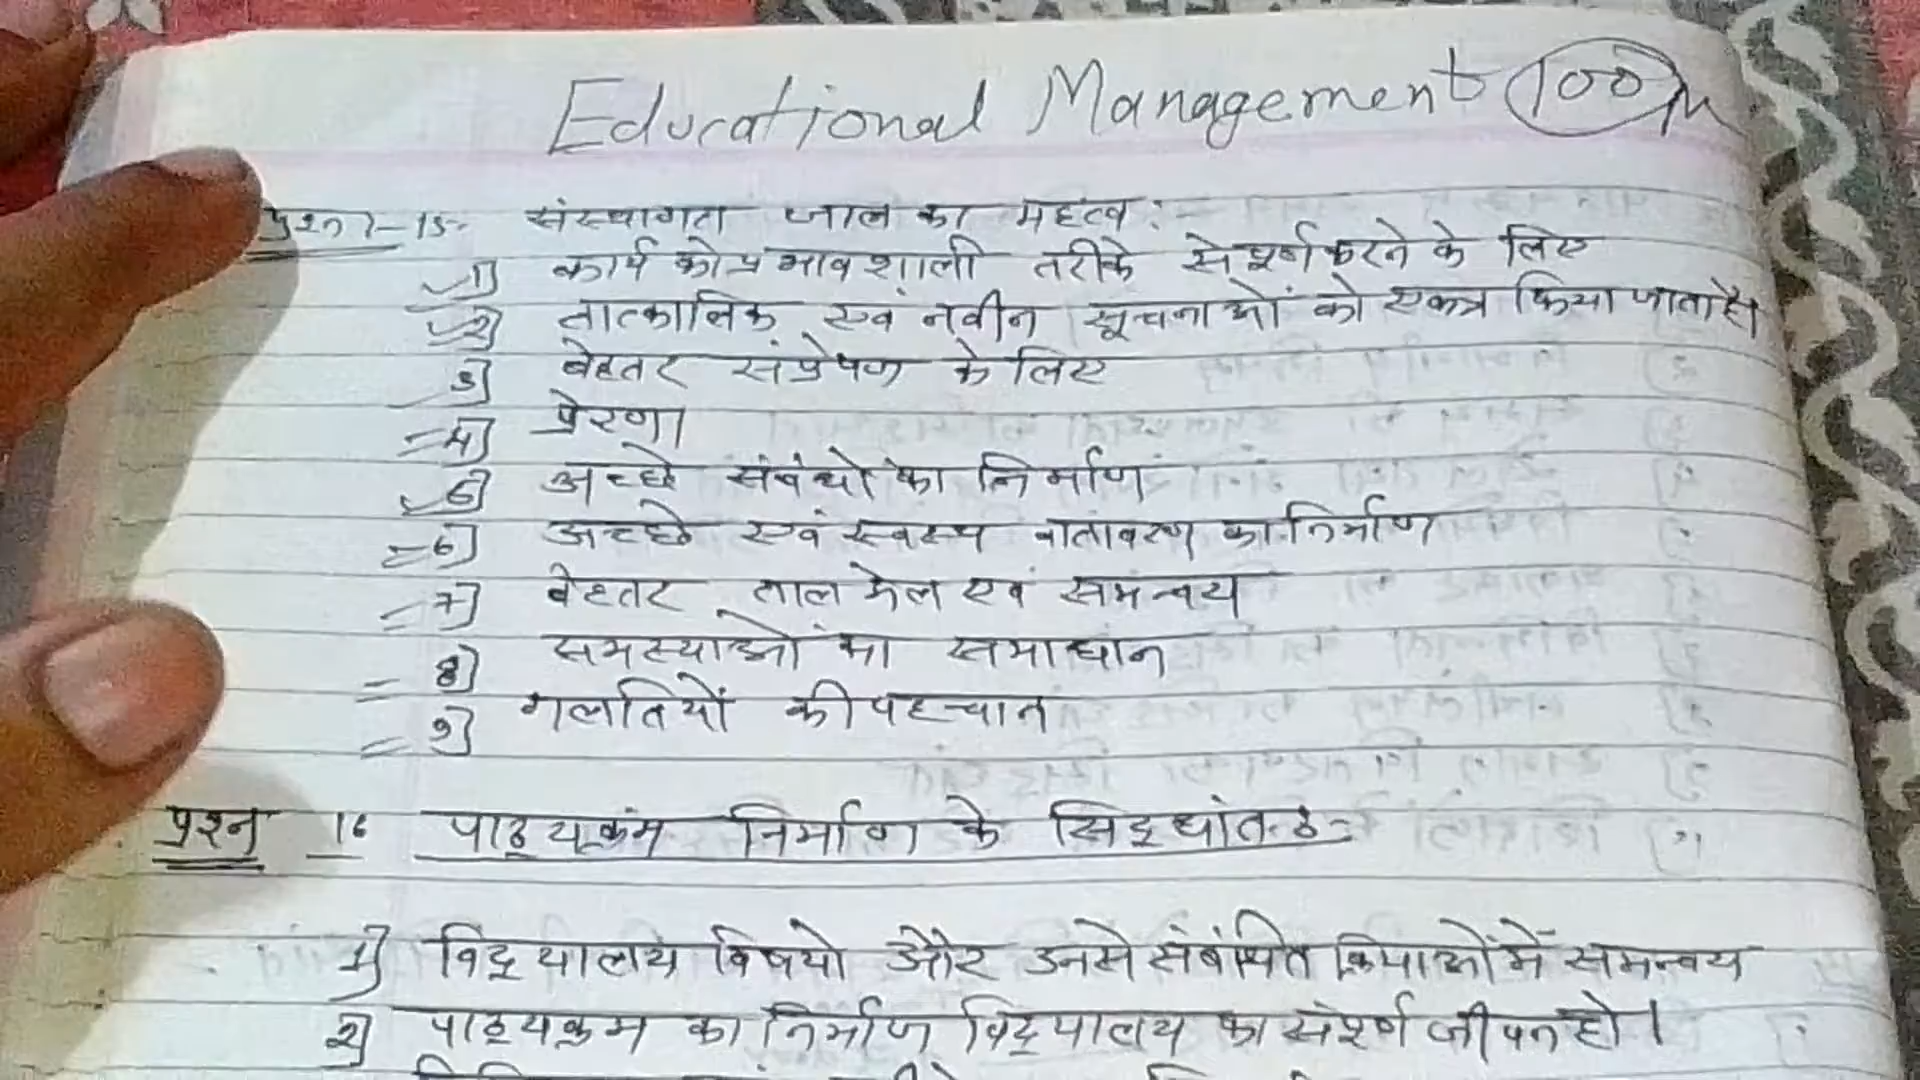 Educational Management 100 M
प्रश्न 15- संस्थागत जाल का महत्व:
1) कार्य को प्रभावशाली तरीके से पूर्ण करने के लिए
2) तात्कालिक एवं नवीन सूचनाओं को एकत्र किया जाता है।
3) बेहतर संप्रेषण के लिए
4) प्रेरणा
5) अच्छे संबंधो का निर्माण
6) अच्छे एवं स्वस्थ वातावरण का निर्माण
7) बेहतर ताल मेल एवं समन्वय
8) समस्याओं का समाधान
9) गलतियों की पहचान
प्रश्न 16 पाठ्यक्रम निर्माण के सिद्धांत:-
1) विद्यालय विषयो और उनसे संबंधित क्रियाओं में समन्वय
2) पाठ्यक्रम का निर्माण विद्यालय का संपूर्ण जीवन हो।